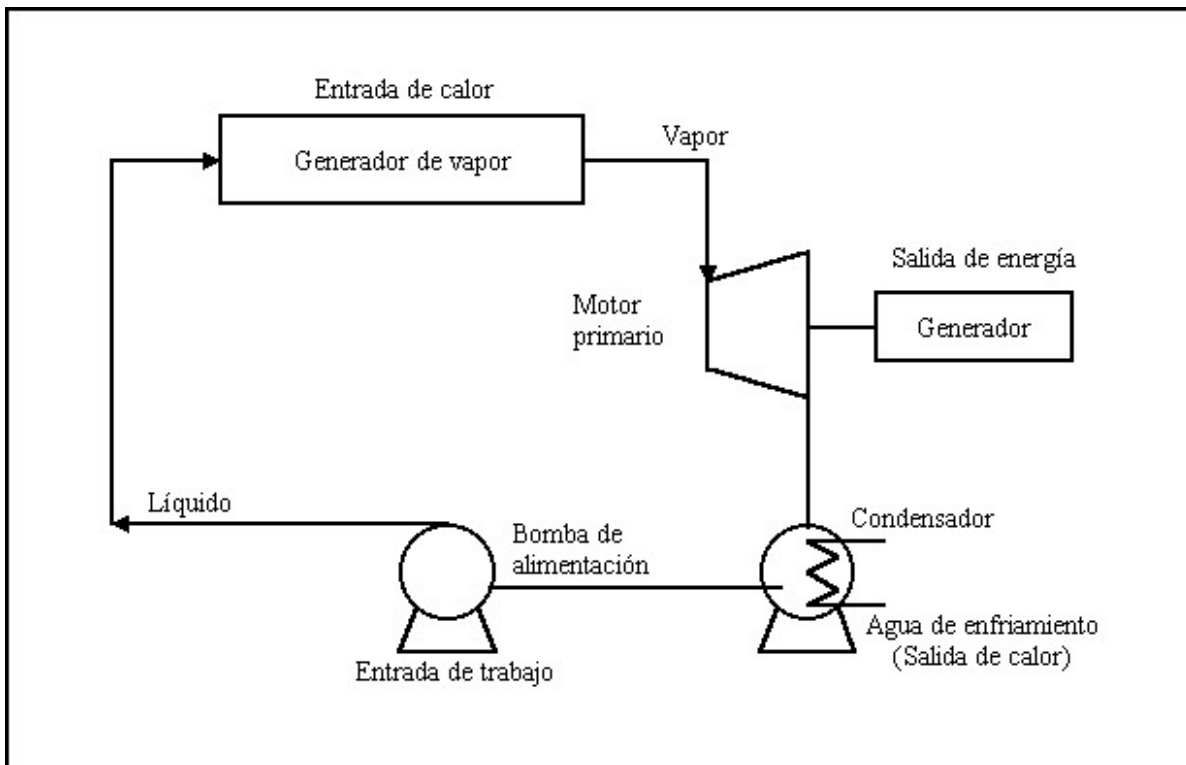 Entrada de calor
Generador de vapor
Vapor
Salida de energía
Generador
Motor
primario
Líquido
Bomba de
alimentación
Condensador
Entrada de trabajo
Agua de enfriamiento
(Salida de calor)